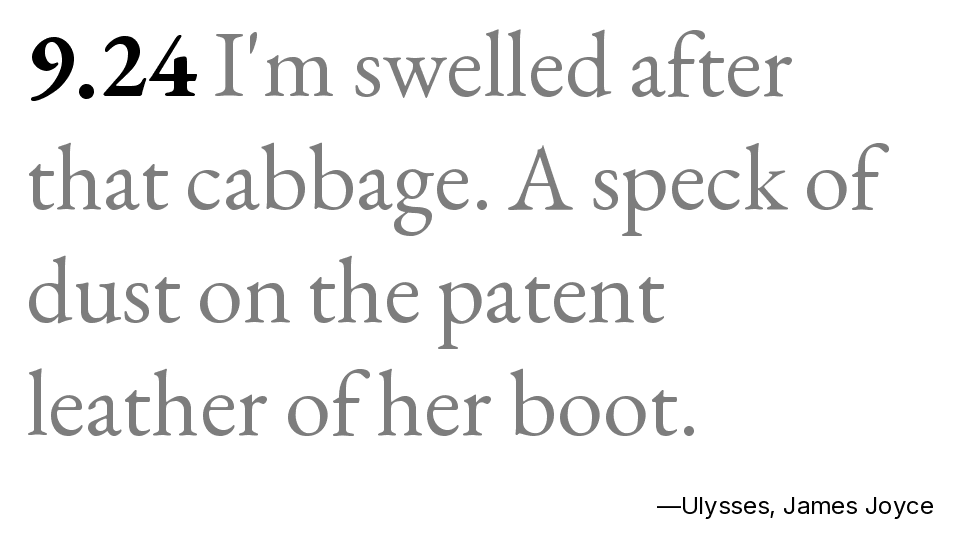 9.24 I'm swelled after
that cabbage. A speck of
dust on the patent
leather of her boot.
—Ulysses, James Joyce